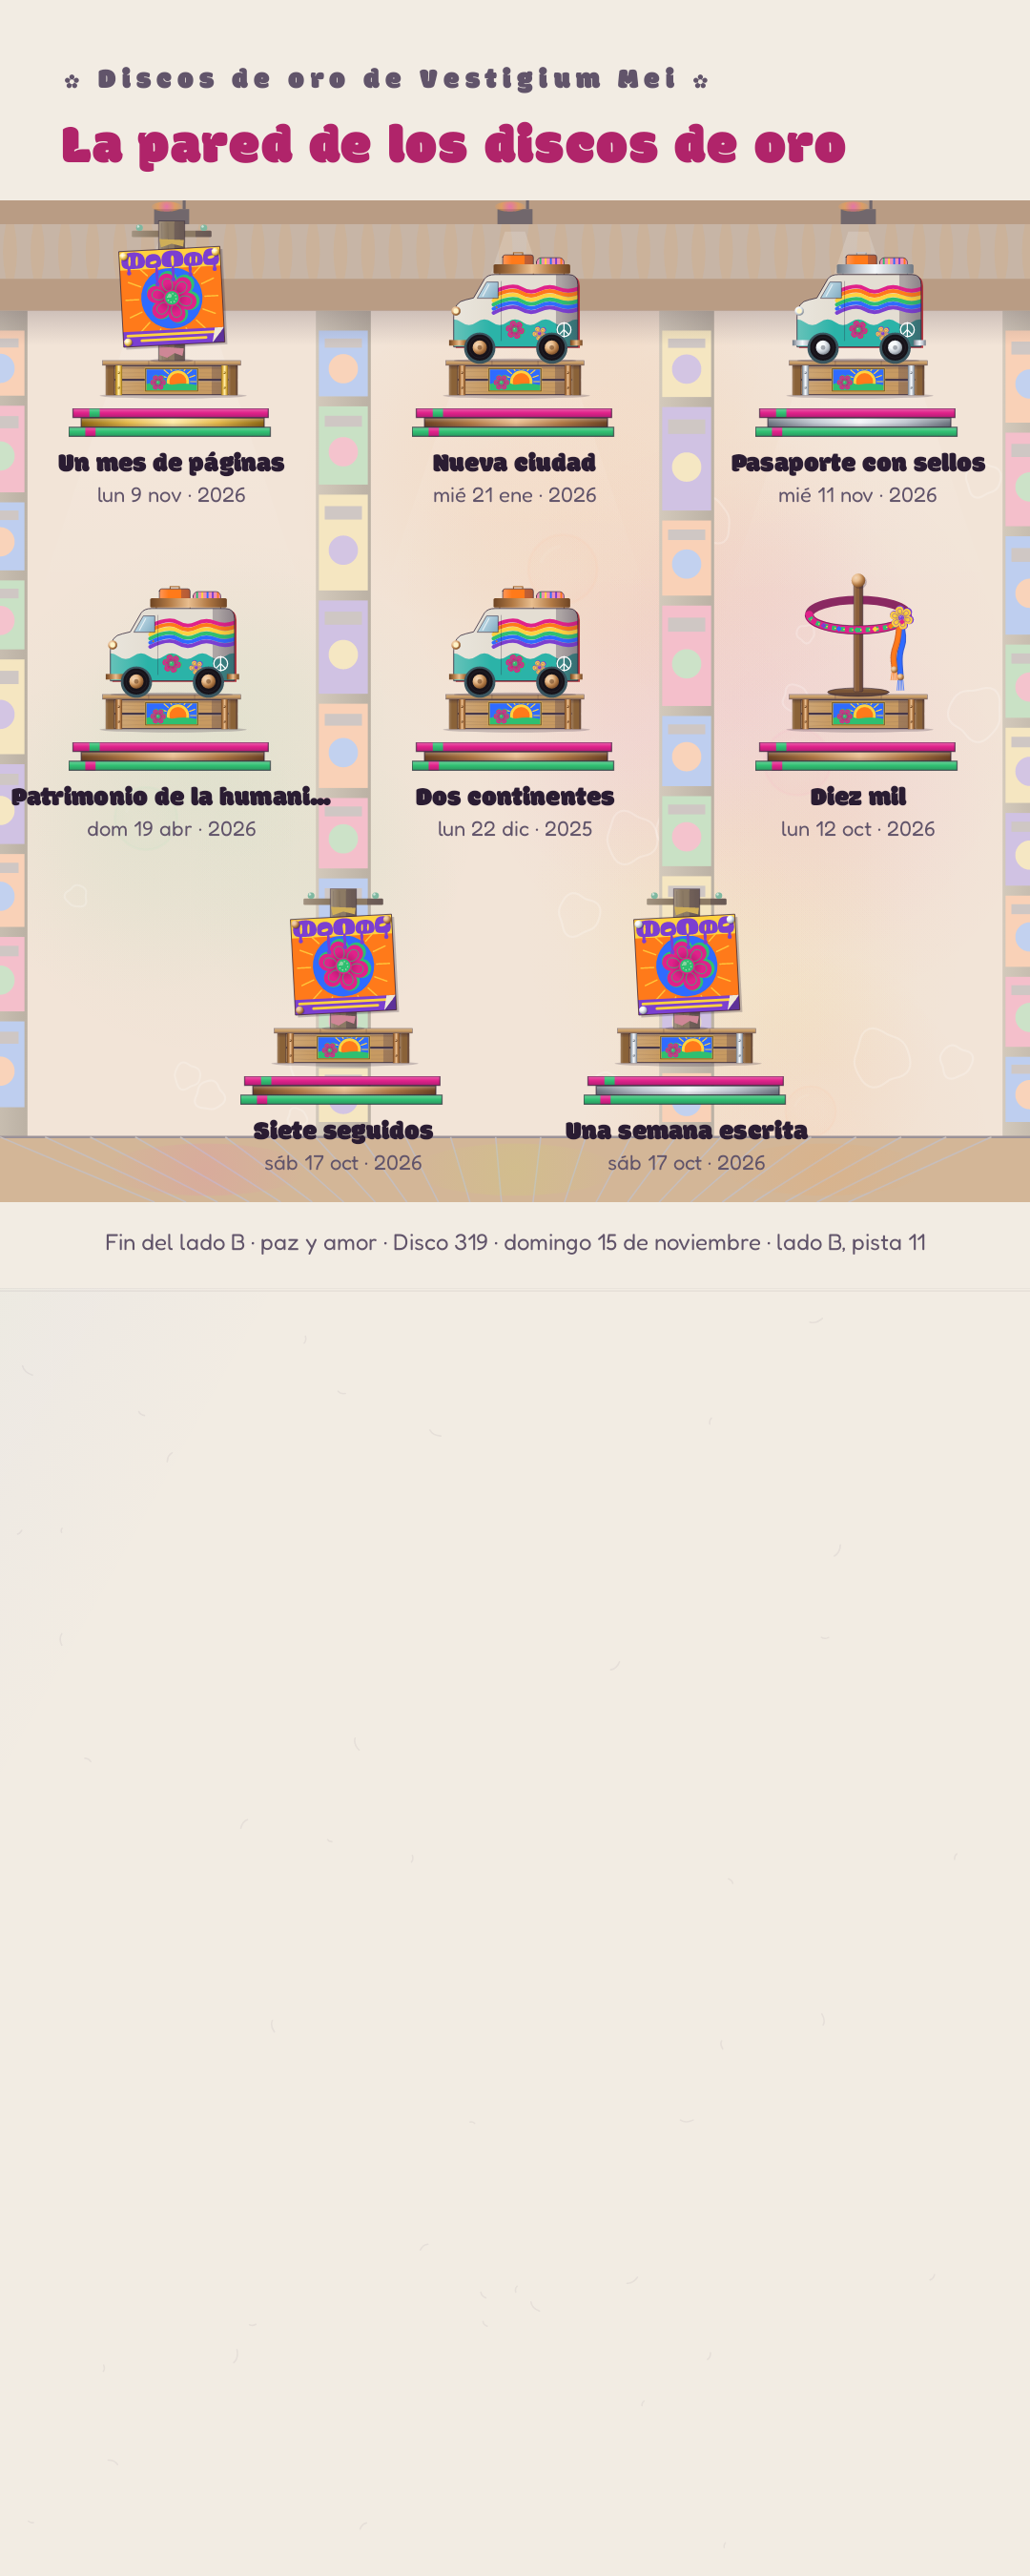 ✿ Discos de oro de Vestigium Mei ✿
La pared de los discos de oro
Un mes de páginas
lun 9 nov · 2026
Nueva ciudad
mié 21 ene · 2026
Pasaporte con sellos
mié 11 nov · 2026
Patrimonio de la humani...
dom 19 abr · 2026
Dos continentes
lun 22 dic · 2025
Diez mil
lun 12 oct · 2026
Siete seguidos
sáb 17 oct · 2026
Una semana escrita
sáb 17 oct · 2026
Fin del lado B · paz y amor · Disco 319 · domingo 15 de noviembre · lado B, pista 11